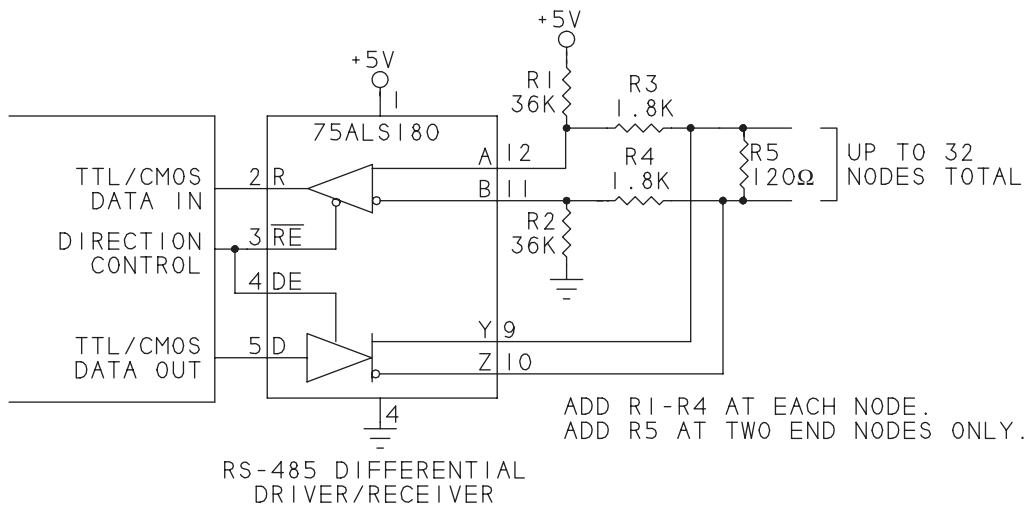 +5V
+5V
R1
36K
R3
1.8K
1
75ALS180
A 12
R4
1.8K
R5
120Ω
UP TO 32
NODES TOTAL
TTL/CMOS
DATA IN
2 R
B 11
R2
36K
DIRECTION
CONTROL
3 RE
4 DE
Y 9
TTL/CMOS
DATA OUT
5 D
Z 10
4
ADD R1-R4 AT EACH NODE.
ADD R5 AT TWO END NODES ONLY.
RS-485 DIFFERENTIAL
DRIVER/RECEIVER